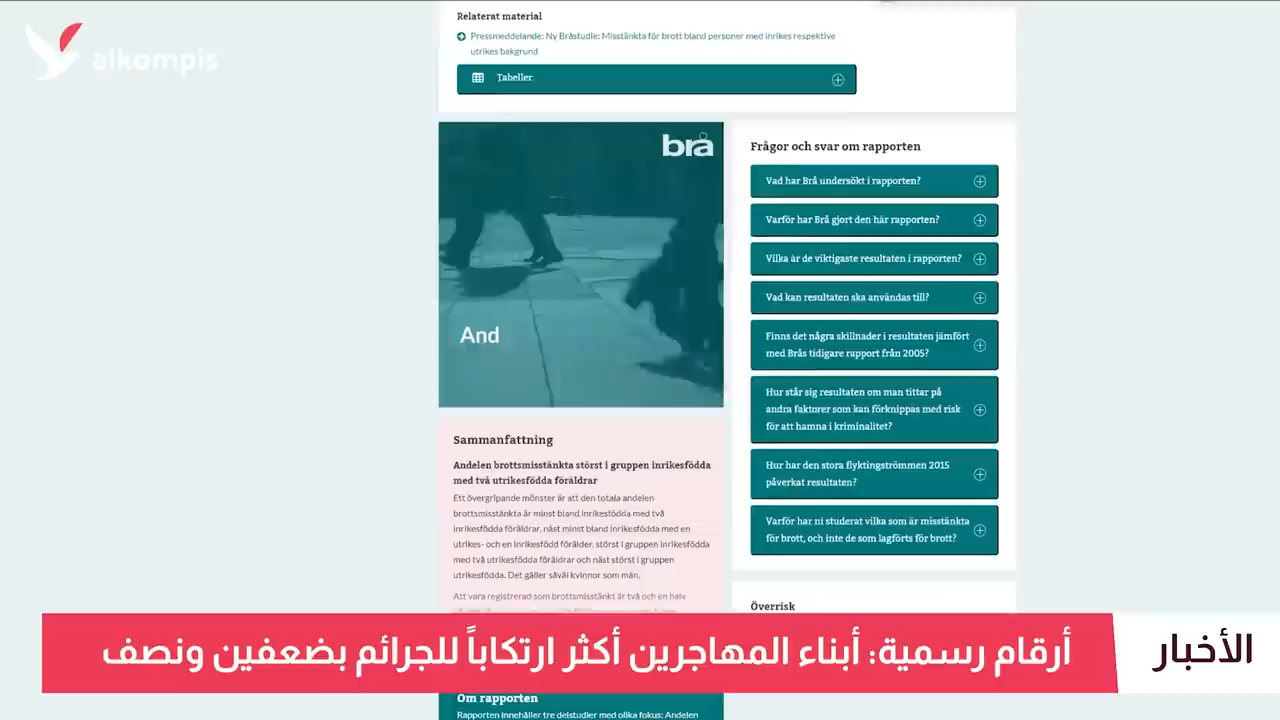 alkompis
Relaterat material
Pressmeddelande: Ny Bråstudie: Misstänkta för brott bland personer med inrikes respektive
utrikes bakgrund
Tabeller
brå
And
Sammanfattning
Andelen brottsmisstänkta störst i gruppen inrikesfödda
med två utrikesfödda föräldrar
Ett övergripande mönster är att den totala andelen
brottsmisstänkta är minst bland inrikesfödda med två
inrikesfödda föräldrar, näst minst bland inrikesfödda med en
utrikes- och en inrikesfödd förälder, störst i gruppen inrikesfödda
med två utrikesfödda föräldrar och näst störst i gruppen
utrikesfödda. Det gäller såväl kvinnor som män.
Att vara registrerad som brottsmisstänkt är två och en halv
Frågor och svar om rapporten
Vad har Brå undersökt i rapporten?
Varför har Brå gjort den här rapporten?
Vilka är de viktigaste resultaten i rapporten?
Vad kan resultaten ska användas till?
Finns det några skillnader i resultaten jämfört
med Brås tidigare rapport från 2005?
Hur står sig resultaten om man tittar på
andra faktorer som kan förknippas med risk
för att hamna i kriminalitet?
Hur har den stora flyktingströmmen 2015
påverkat resultaten?
Varför har ni studerat vilka som är misstänkta
för brott, och inte de som lagförts för brott?
Överrisk
الأخبار
أرقام رسمية: أبناء المهاجرين أكثر ارتكاباً للجرائم بضعفين ونصف
Om rapporten
Rapporten innehåller tre delstudier med olika fokus: Andelen